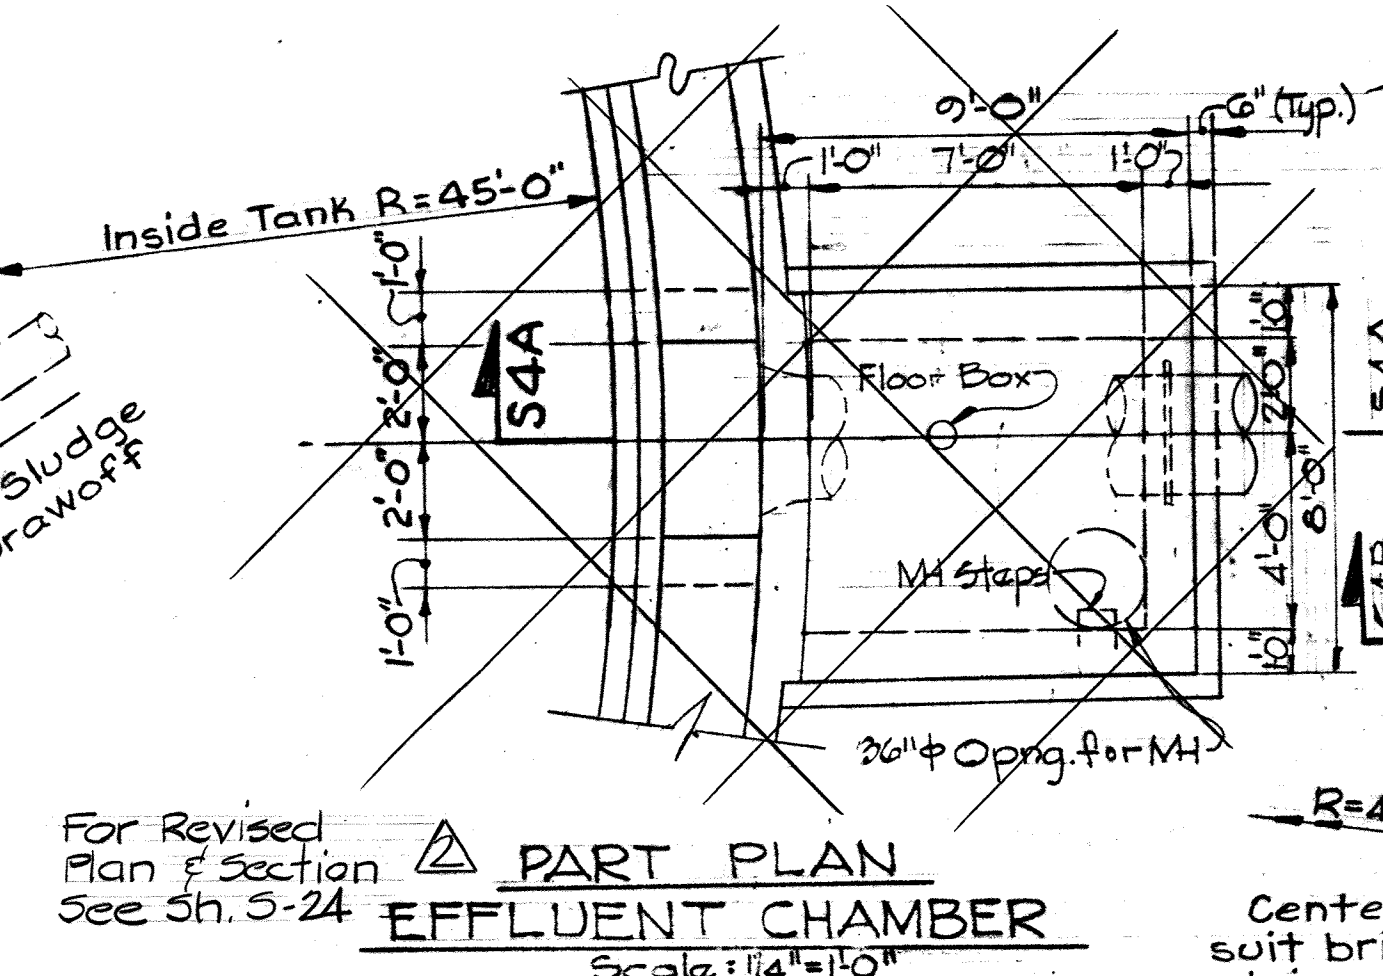 9'-0"
6" (Typ.)
1'-0"
7'-0"
1'-0"
Inside Tank R=45'-0"
1'-0"
2'-0"
2'-0"
1'-0"
S4A
Floor Box
1'-0"
2'-0"
4'-0"
1'-0"
8'-0"
S4A
Sludge
MH Steps
36"ϕ Opng. for MH
R=4
For Revised
Plan & Section
See Sh. S-24
2
PART PLAN
EFFLUENT CHAMBER
Scale: 1/4"=1'-0"
Cente
suit bri